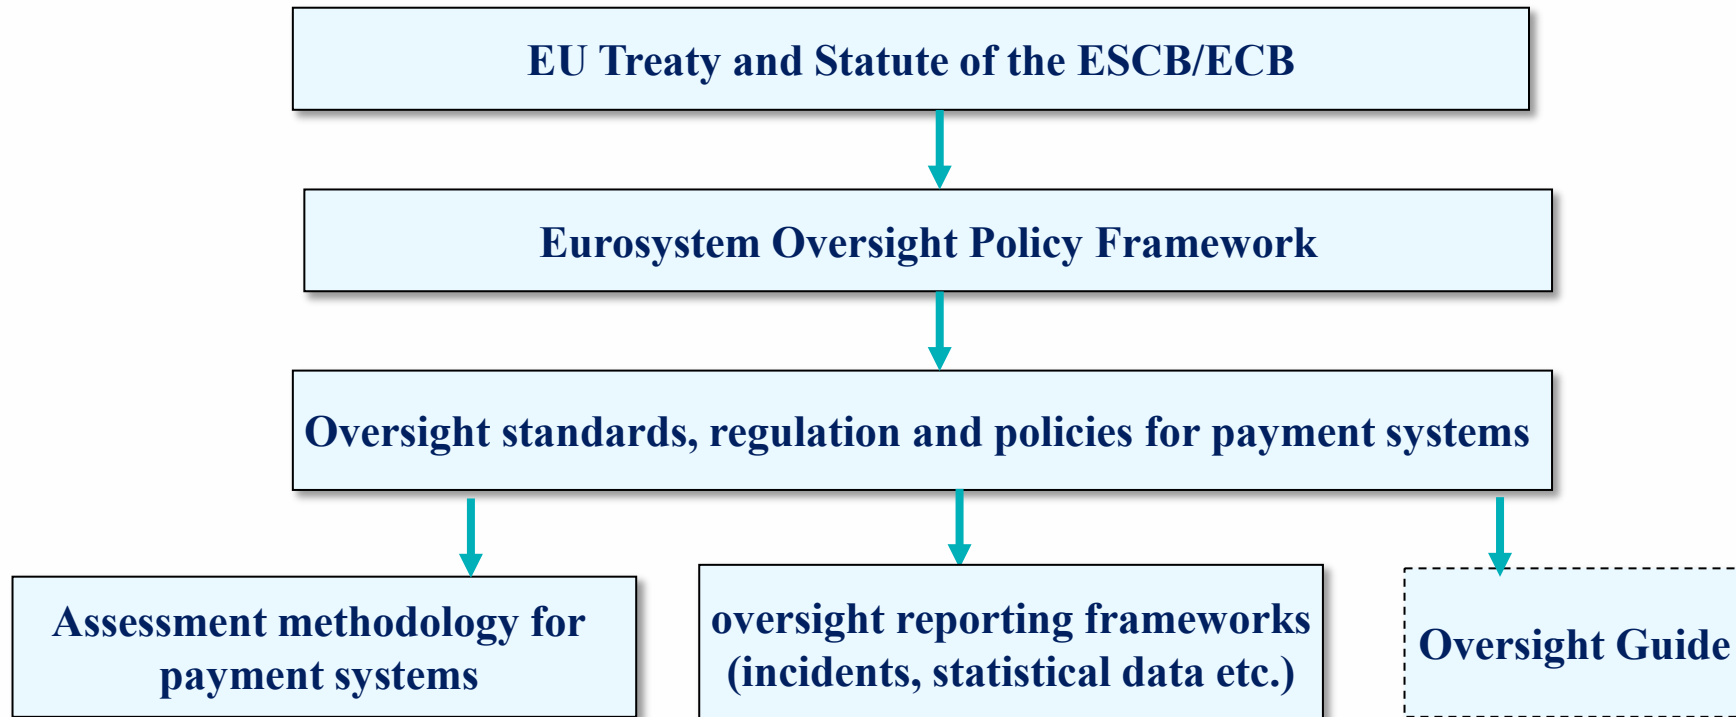 EU Treaty and Statute of the ESCB/ECB
Eurosystem Oversight Policy Framework
Oversight standards, regulation and policies for payment systems
Assessment methodology for
payment systems
oversight reporting frameworks
(incidents, statistical data etc.)
Oversight Guide